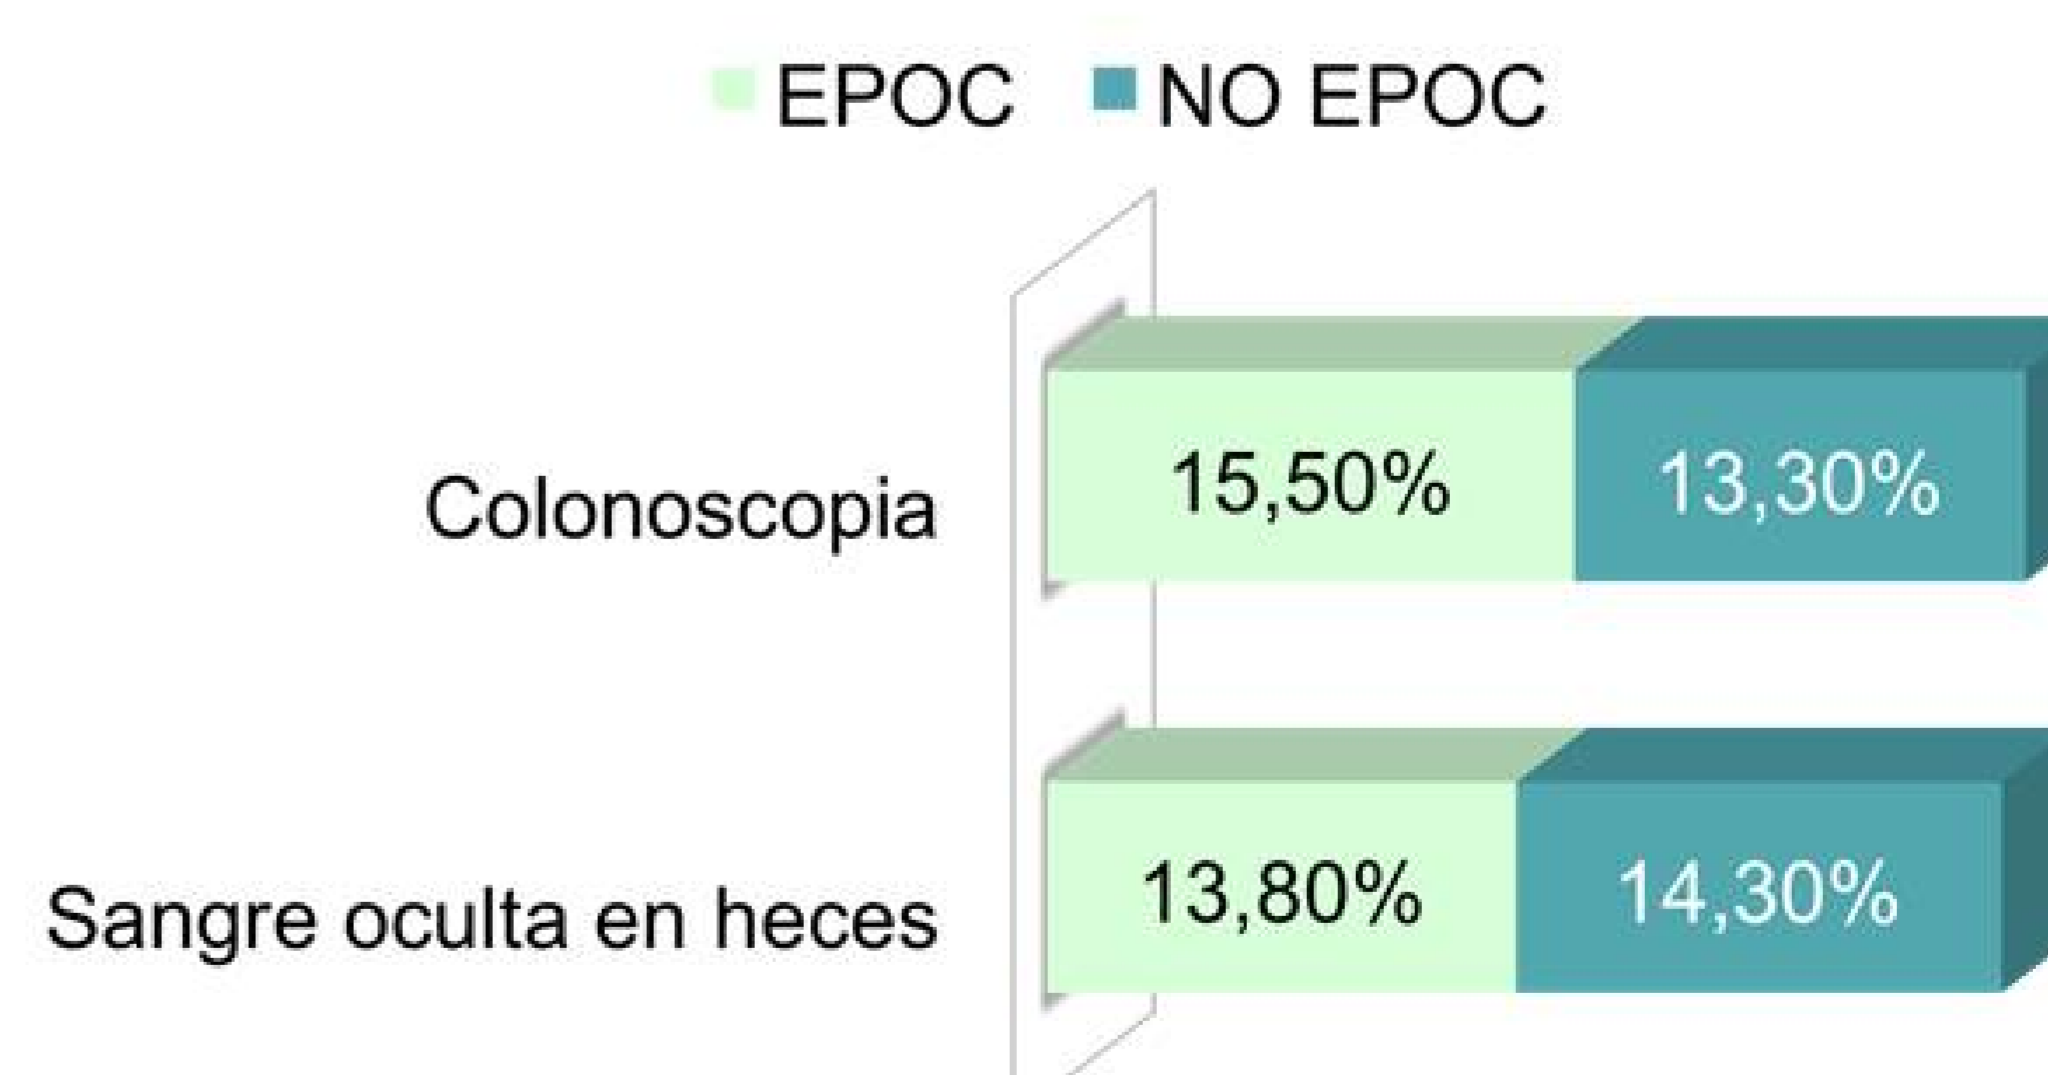 EPOC NO EPOC
Colonoscopia 15,50% 13,30%
Sangre oculta en heces 13,80% 14,30%